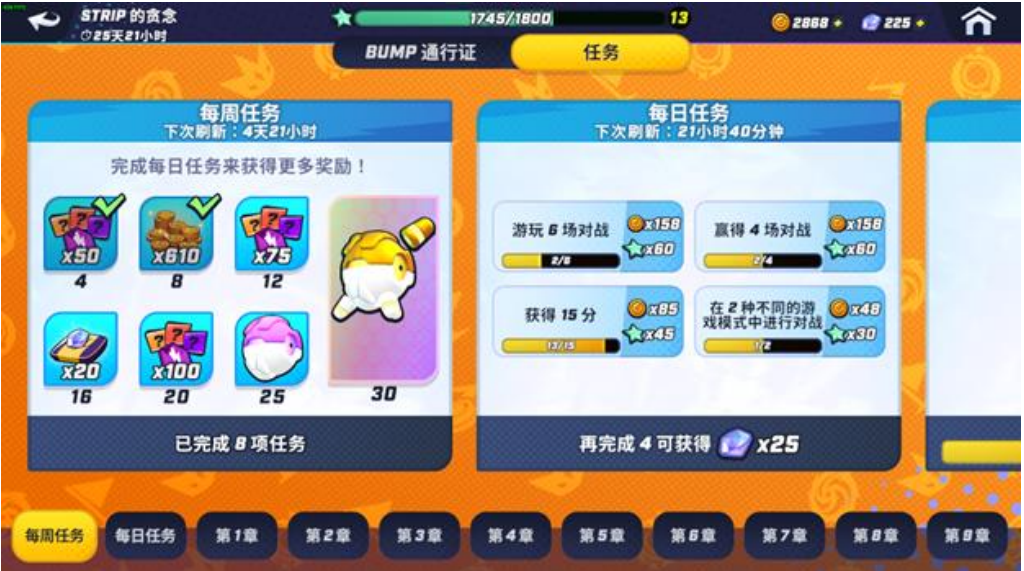 STRIP 的贪念
25天21小时
1745/1800
13
2868 +
225 +
BUMP 通行证
任务
每周任务
下次刷新：4天21小时
完成每日任务来获得更多奖励！
x50
4
x610
8
x75
12
x20
16
x100
20
25
30
已完成 8 项任务
每日任务
下次刷新：21小时40分钟
游玩 6 场对战
x158
x60
2/6
赢得 4 场对战
x158
x60
2/4
获得 15 分
x85
x45
13/15
在 2 种不同的游
戏模式中进行对战
x48
x30
1/2
再完成 4 可获得 x25
每周任务
每日任务
第1章
第2章
第3章
第4章
第5章
第6章
第7章
第8章
第9章